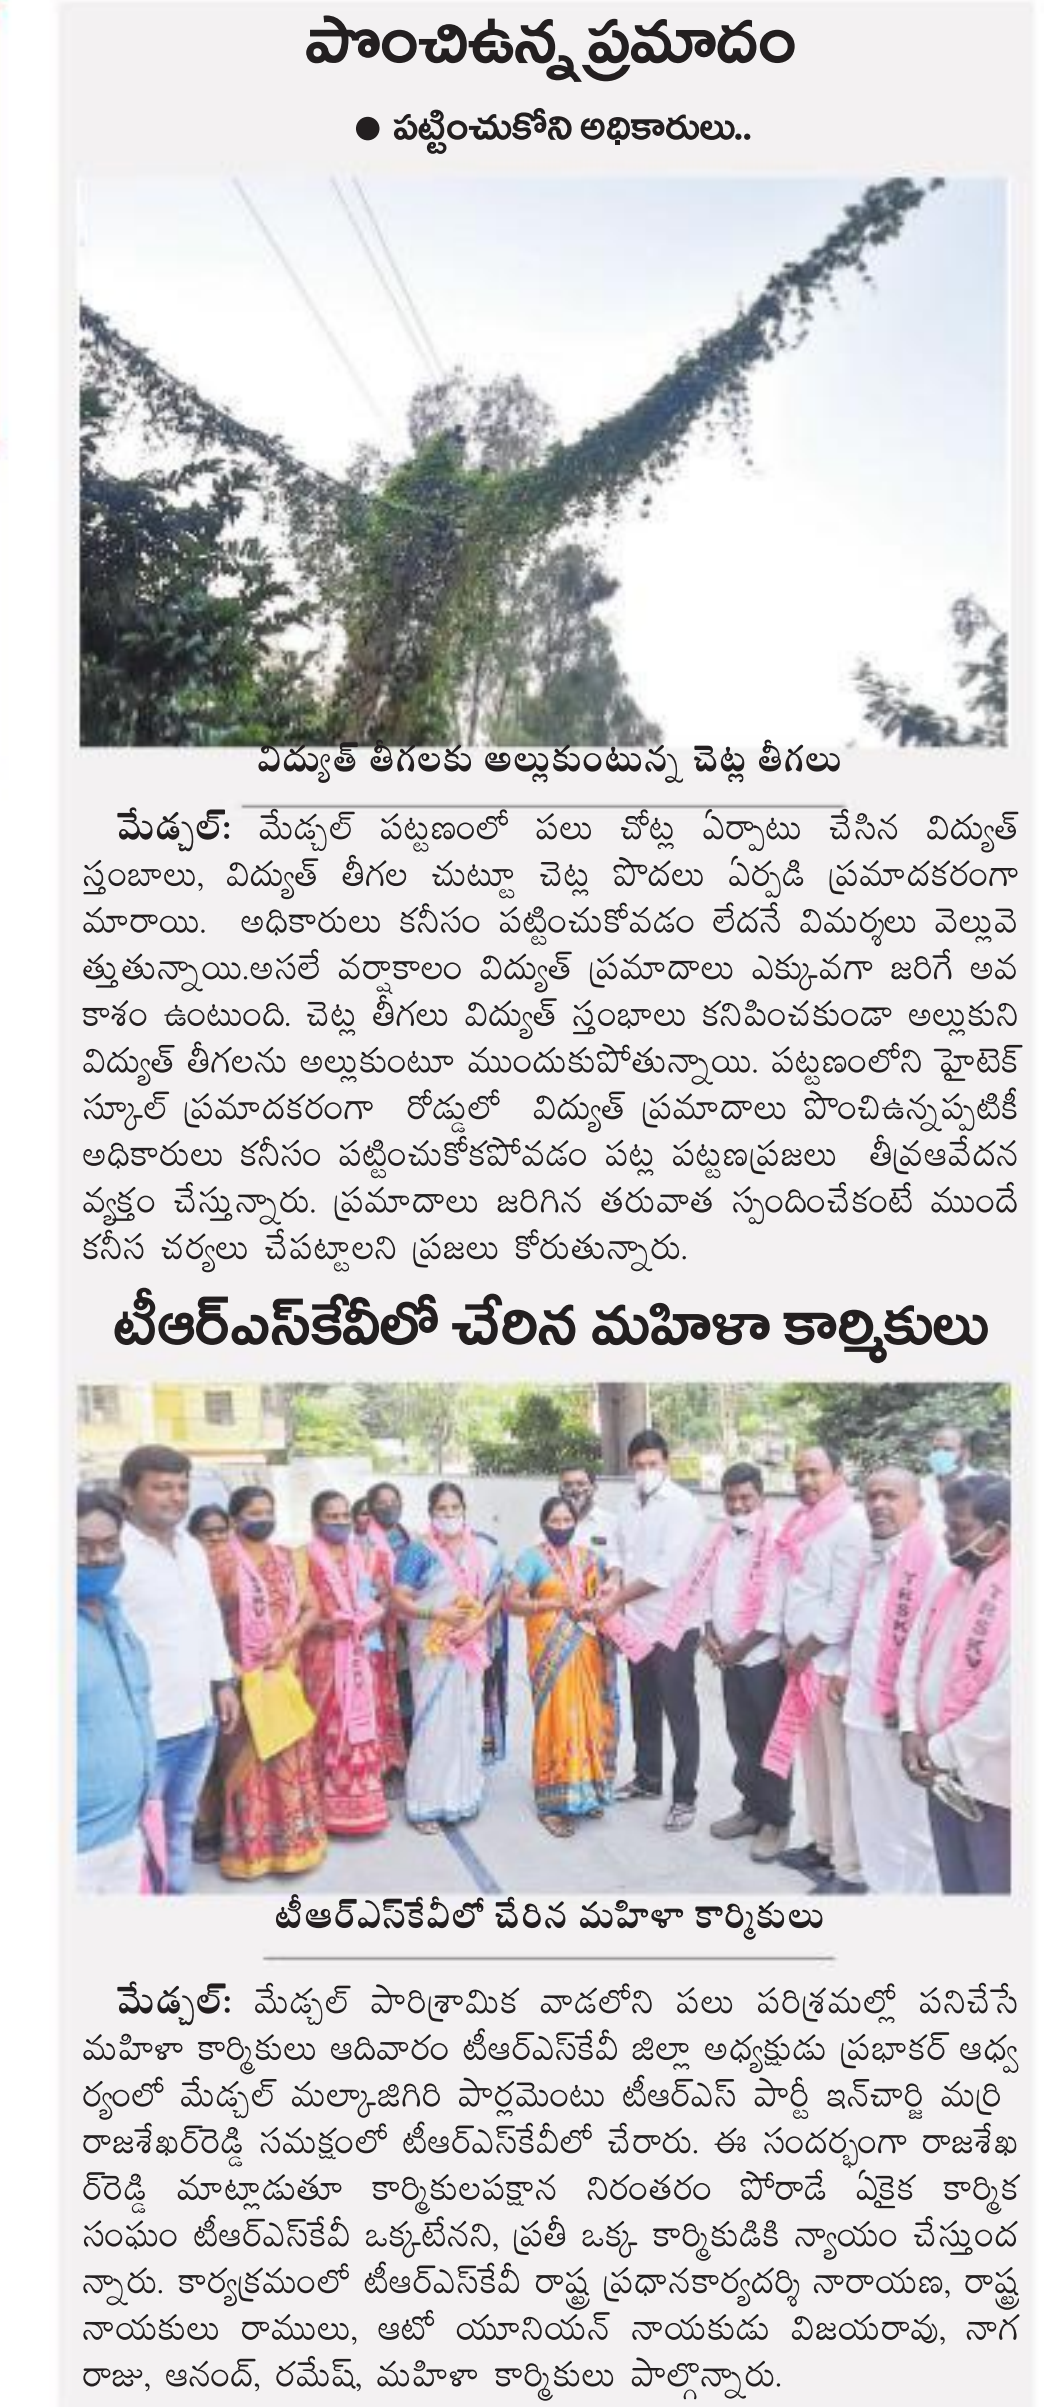 పొంచిఉన్న ప్రమాదం
● పట్టించుకోని అధికారులు..
విద్యుత్ తీగలకు అల్లుకుంటున్న చెట్ల తీగలు
మేడ్చల్: మేడ్చల్ పట్టణంలో పలు చోట్ల ఏర్పాటు చేసిన విద్యుత్
స్తంబాలు, విద్యుత్ తీగల చుట్టూ చెట్ల పొదలు ఏర్పడి ప్రమాదకరంగా
మారాయి. అధికారులు కనీసం పట్టించుకోవడం లేదనే విమర్శలు వెల్లువె
త్తుతున్నాయి.అసలే వర్షాకాలం విద్యుత్ ప్రమాదాలు ఎక్కువగా జరిగే అవ
కాశం ఉంటుంది. చెట్ల తీగలు విద్యుత్ స్తంభాలు కనిపించకుండా అల్లుకుని
విద్యుత్ తీగలను అల్లుకుంటూ ముందుకుపోతున్నాయి. పట్టణంలోని హైటెక్
స్కూల్ ప్రమాదకరంగా రోడ్డులో విద్యుత్ ప్రమాదాలు పొంచిఉన్నప్పటికీ
అధికారులు కనీసం పట్టించుకోకపోవడం పట్ల పట్టణప్రజలు తీవ్రఆవేదన
వ్యక్తం చేస్తున్నారు. ప్రమాదాలు జరిగిన తరువాత స్పందించేకంటే ముందే
కనీస చర్యలు చేపట్టాలని ప్రజలు కోరుతున్నారు.
టీఆర్ఎస్‌కేవీలో చేరిన మహిళా కార్మికులు
టీఆర్ఎస్‌కేవీలో చేరిన మహిళా కార్మికులు
మేడ్చల్: మేడ్చల్ పారిశ్రామిక వాడలోని పలు పరిశ్రమల్లో పనిచేసే
మహిళా కార్మికులు ఆదివారం టీఆర్ఎస్‌కేవీ జిల్లా అధ్యక్షుడు ప్రభాకర్ ఆధ్వ
ర్యంలో మేడ్చల్ మల్కాజిగిరి పార్లమెంటు టీఆర్ఎస్ పార్టీ ఇన్‌చార్జి మర్రి
రాజశేఖర్‌రెడ్డి సమక్షంలో టీఆర్ఎస్‌కేవీలో చేరారు. ఈ సందర్భంగా రాజశేఖ
ర్‌రెడ్డి మాట్లాడుతూ కార్మికులపక్షాన నిరంతరం పోరాడే ఏకైక కార్మిక
సంఘం టీఆర్ఎస్‌కేవీ ఒక్కటేనని, ప్రతీ ఒక్క కార్మికుడికి న్యాయం చేస్తుంద
న్నారు. కార్యక్రమంలో టీఆర్ఎస్‌కేవీ రాష్ట్ర ప్రధానకార్యదర్శి నారాయణ, రాష్ట్ర
నాయకులు రాములు, ఆటో యూనియన్ నాయకుడు విజయరావు, నాగ
రాజు, ఆనంద్, రమేష్, మహిళా కార్మికులు పాల్గొన్నారు.